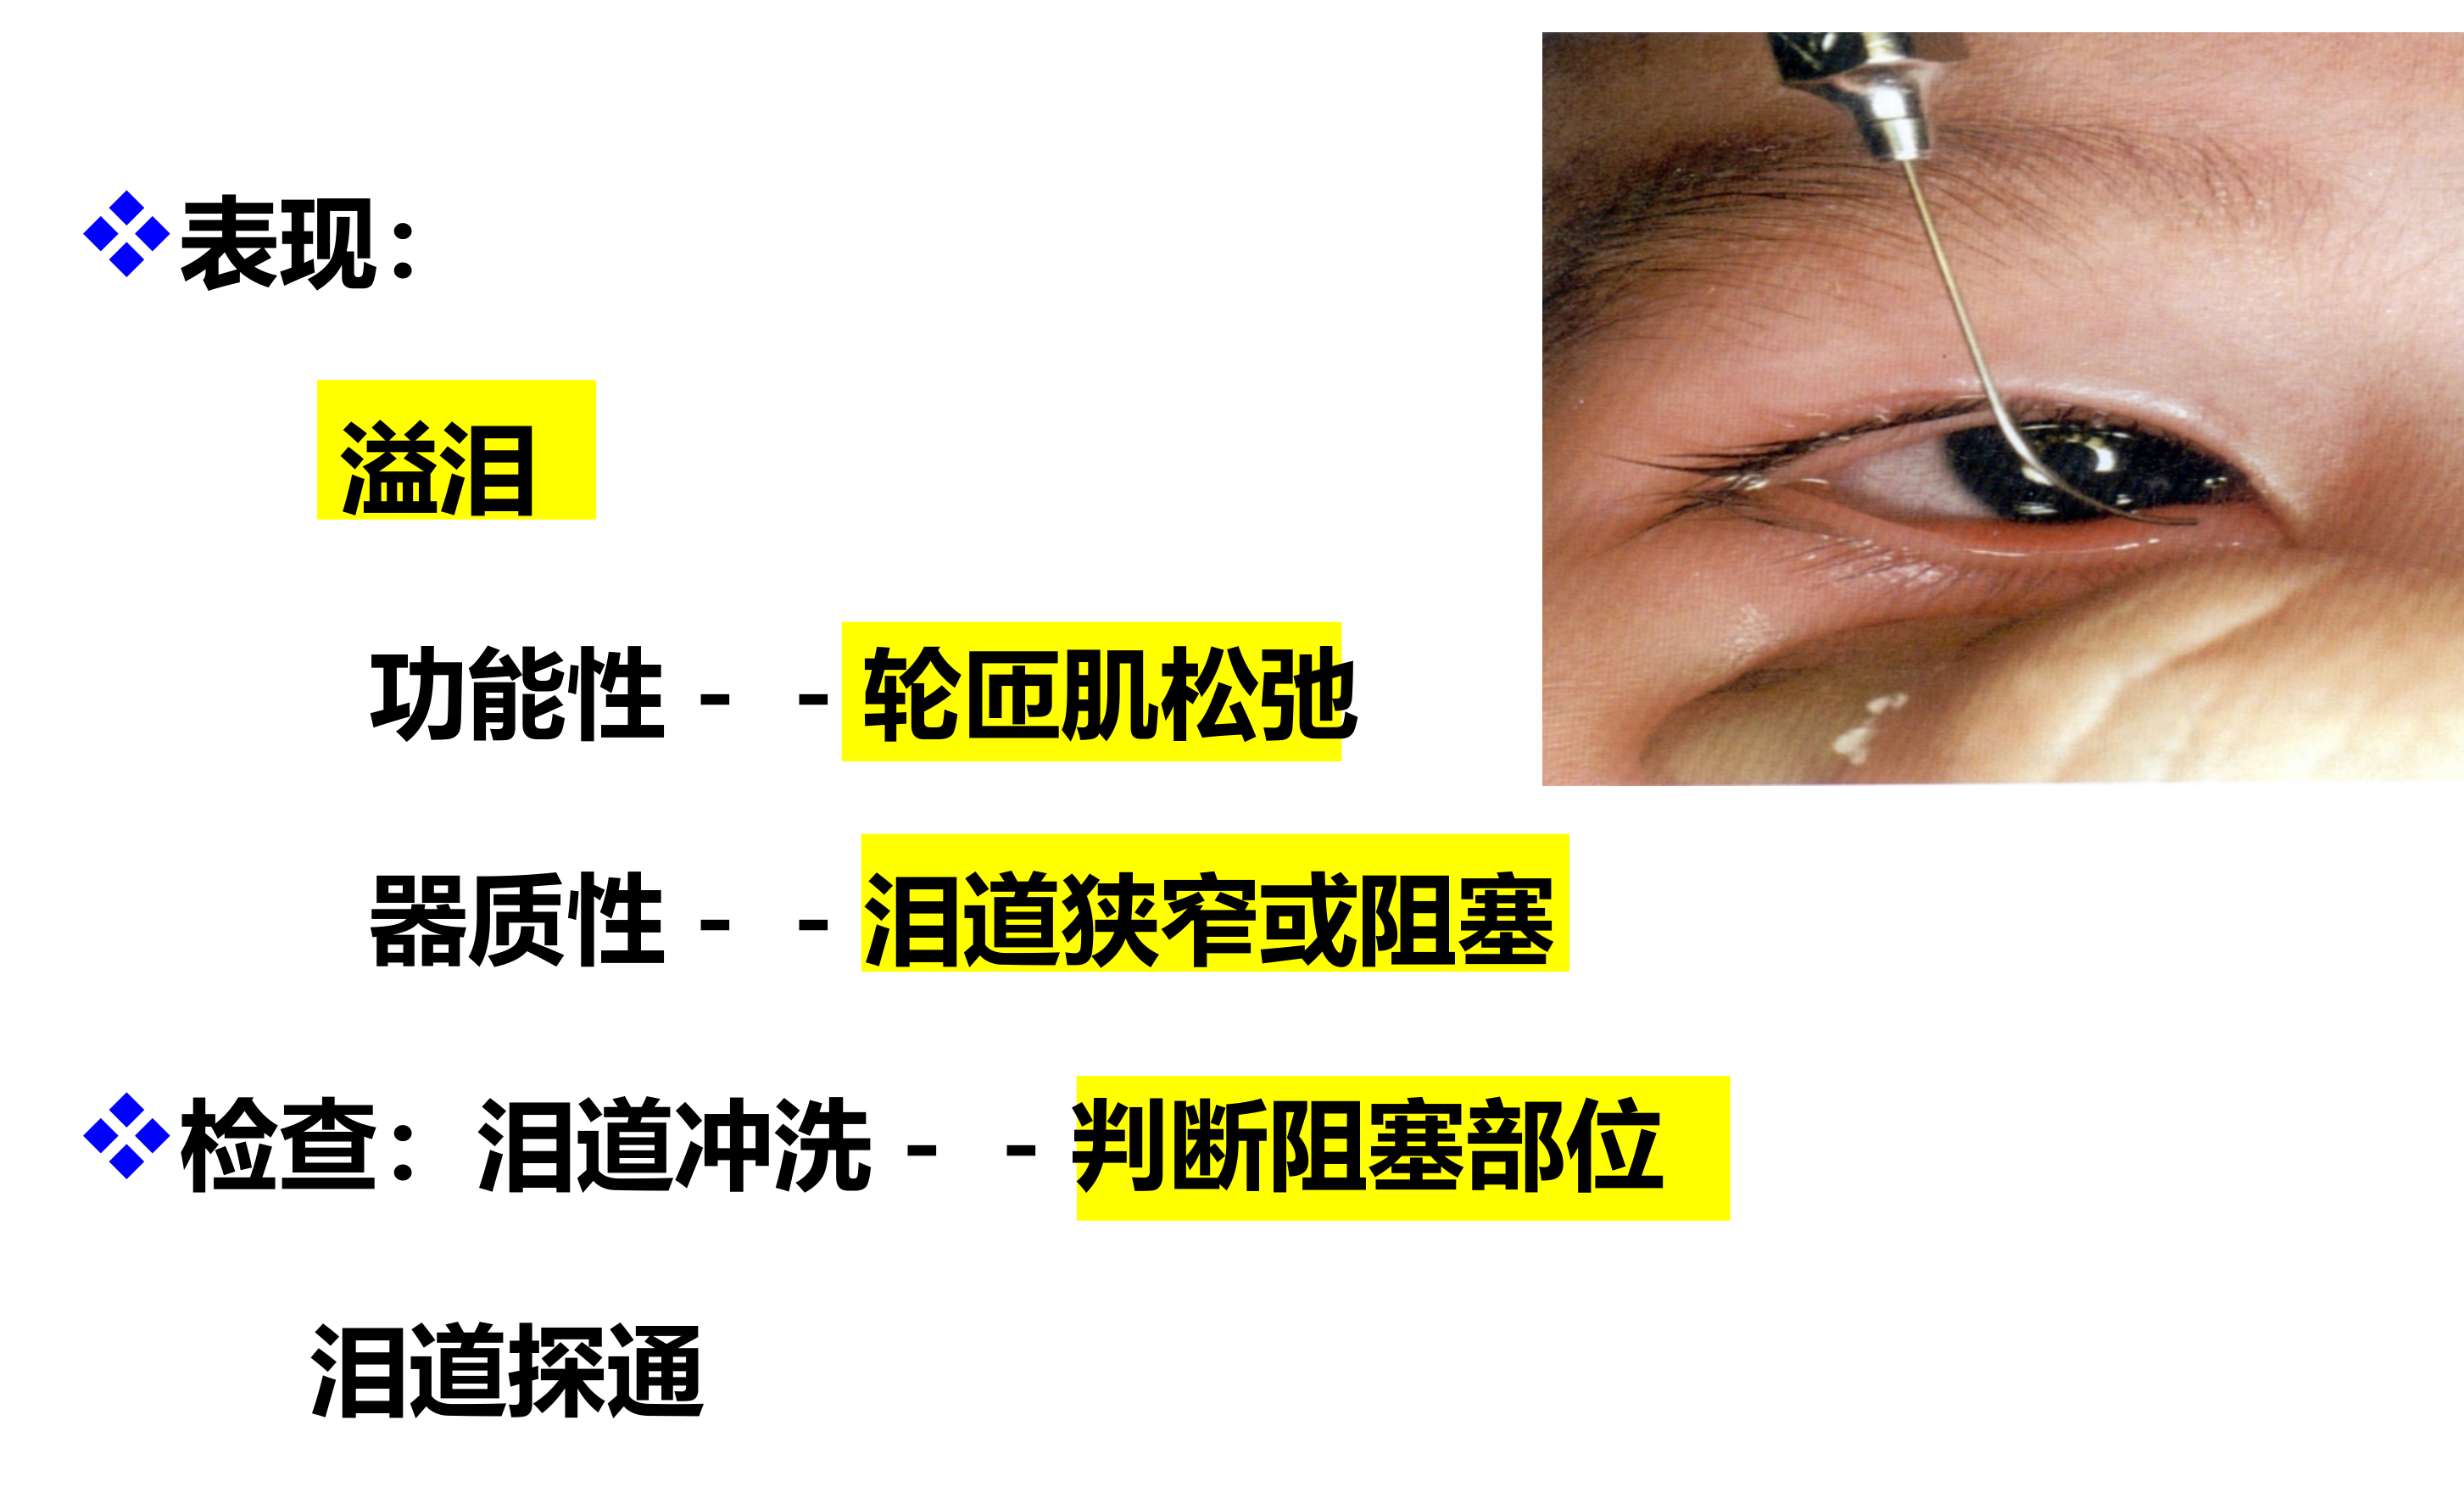 ❖表现：
溢泪
功能性--轮匝肌松弛
器质性--泪道狭窄或阻塞
❖检查：泪道冲洗--判断阻塞部位
泪道探通